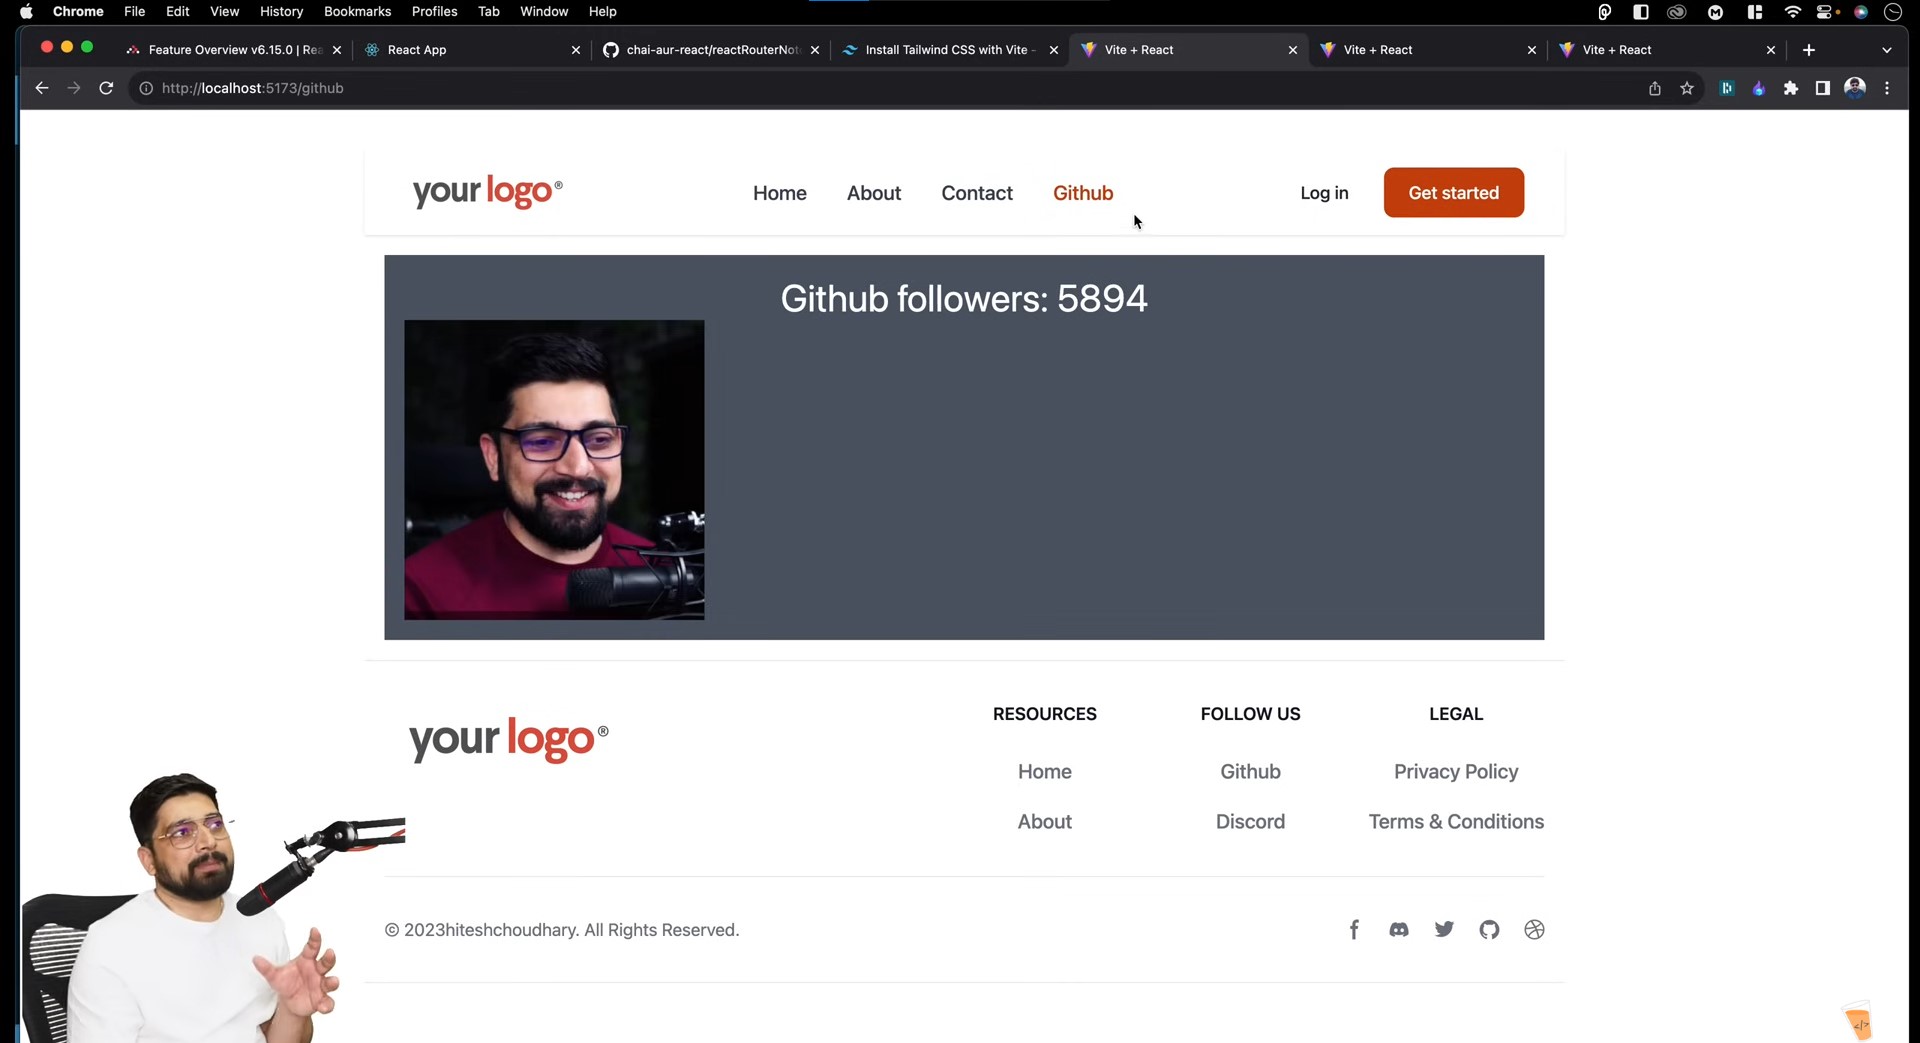 Chrome File Edit View History Bookmarks Profiles Tab Window Help
Feature Overview v6.15.0 | Rea
React App
chai-aur-react/reactRouterNot
Install Tailwind CSS with Vite -
Vite + React
Vite + React
Vite + React
http://localhost:5173/github
your logo®
Home About Contact Github
Log in
Get started
Github followers: 5894
your logo®
RESOURCES FOLLOW US LEGAL
Home Github Privacy Policy
About Discord Terms & Conditions
© 2023hiteshchoudhary. All Rights Reserved.